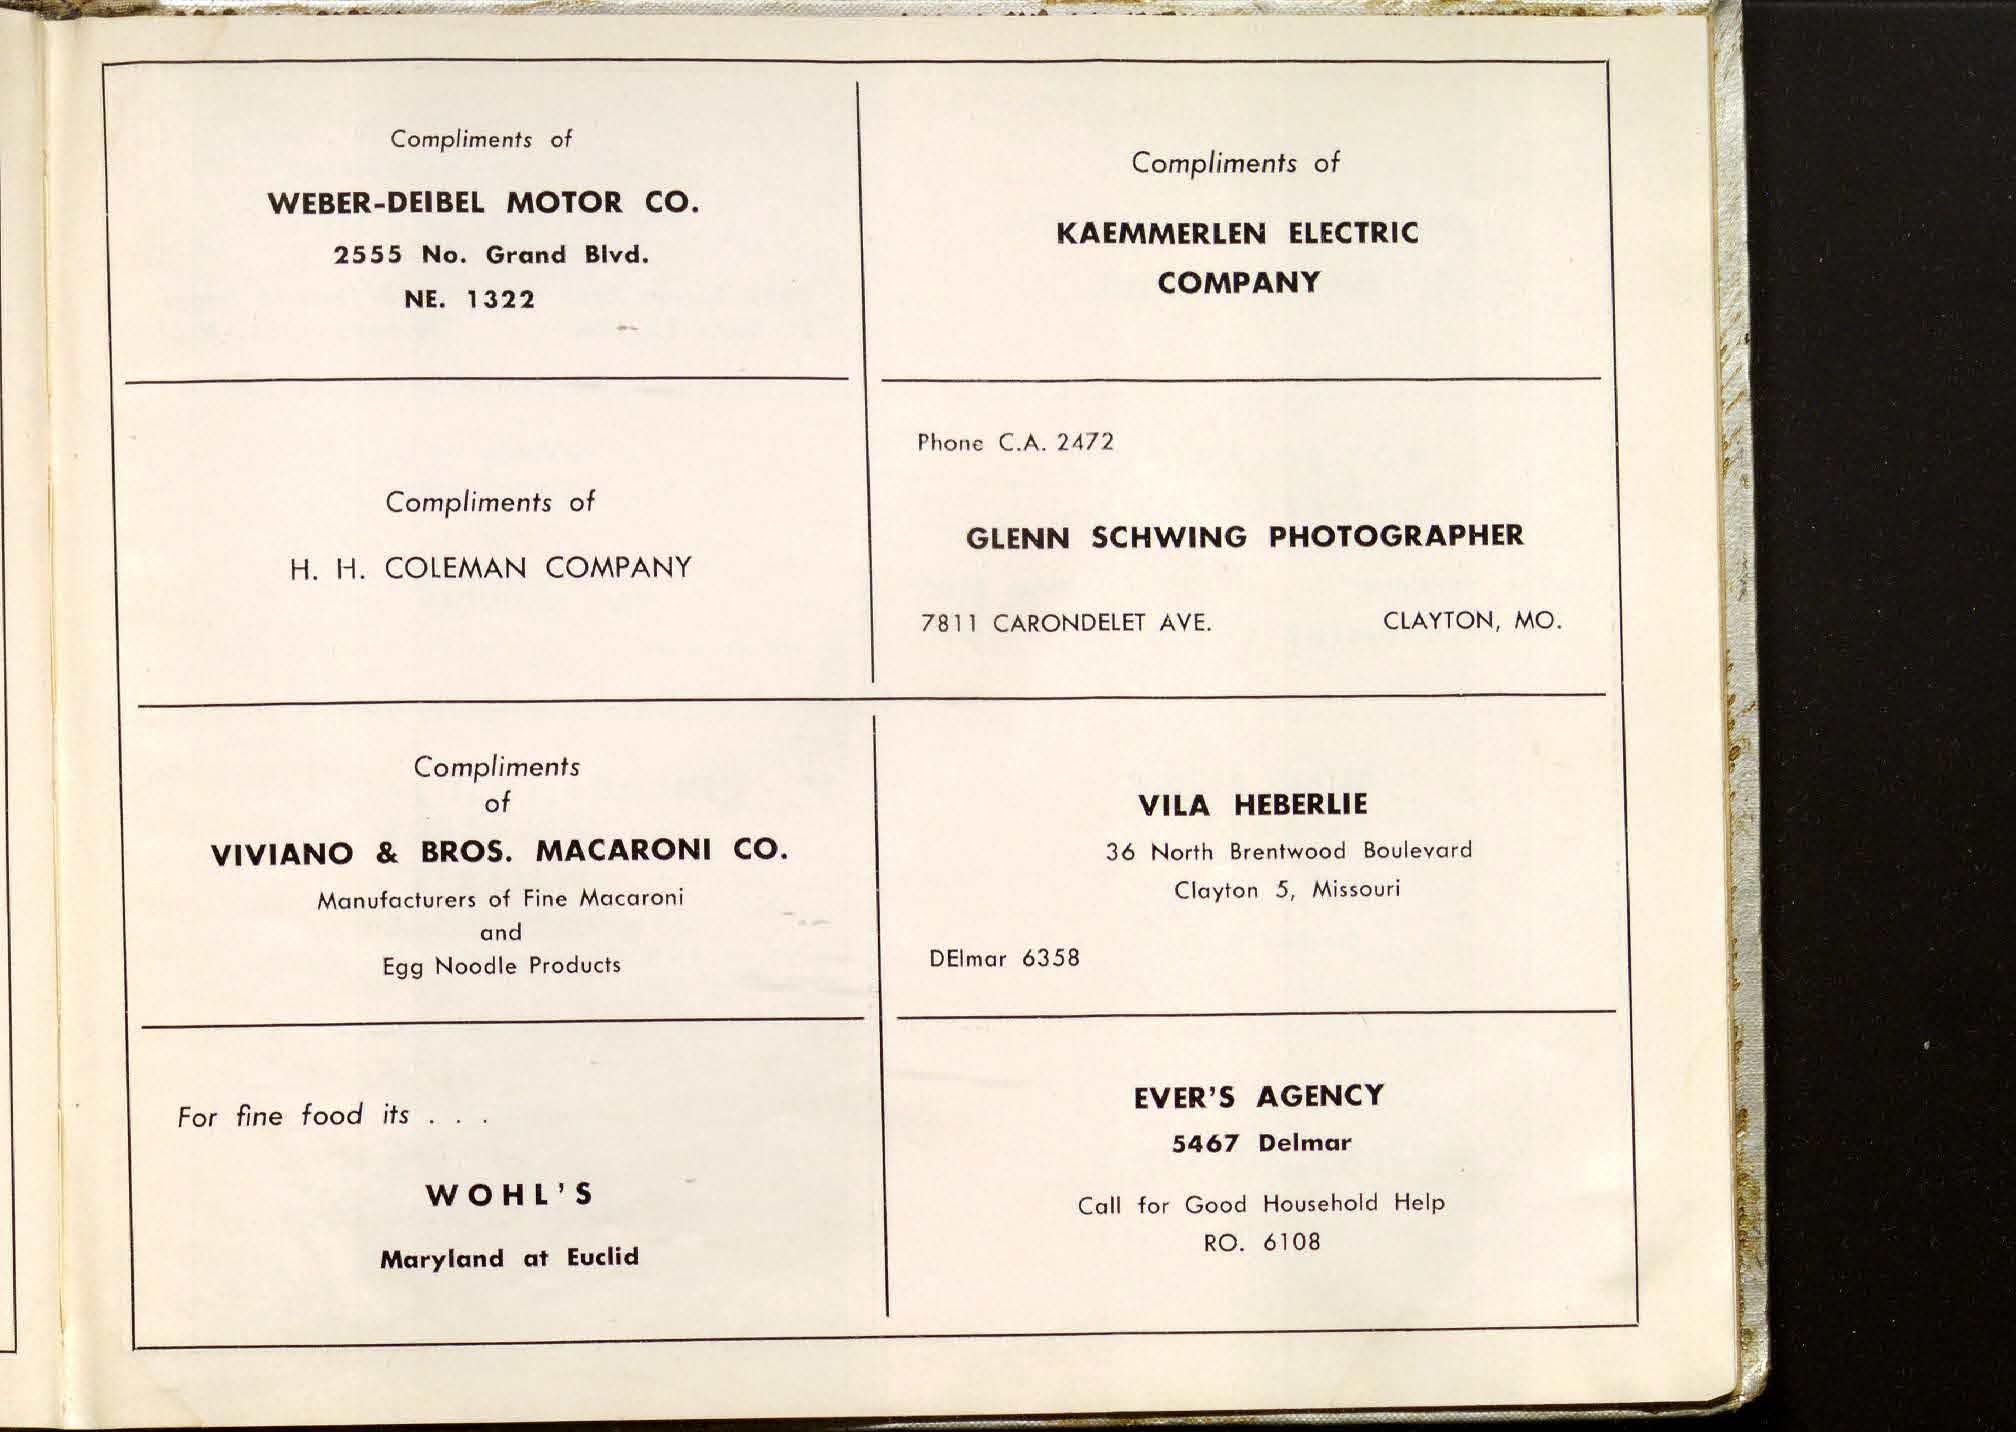 Compliments of
WEBER-DEIBEL MOTOR CO.
2555 No. Grand Blvd.
NE. 1322
Compliments of
KAEMMERLEN ELECTRIC
COMPANY
Compliments of
H. H. COLEMAN COMPANY
Phone C.A. 2472
GLENN SCHWING PHOTOGRAPHER
7811 CARONDELET AVE. CLAYTON, MO.
Compliments
of
VIVIANO & BROS. MACARONI CO.
Manufacturers of Fine Macaroni
and
Egg Noodle Products
VILA HEBERLIE
36 North Brentwood Boulevard
Clayton 5, Missouri
DElmar 6358
For fine food its . . .
WOHL'S
Maryland at Euclid
EVER'S AGENCY
5467 Delmar
Call for Good Household Help
RO. 6108